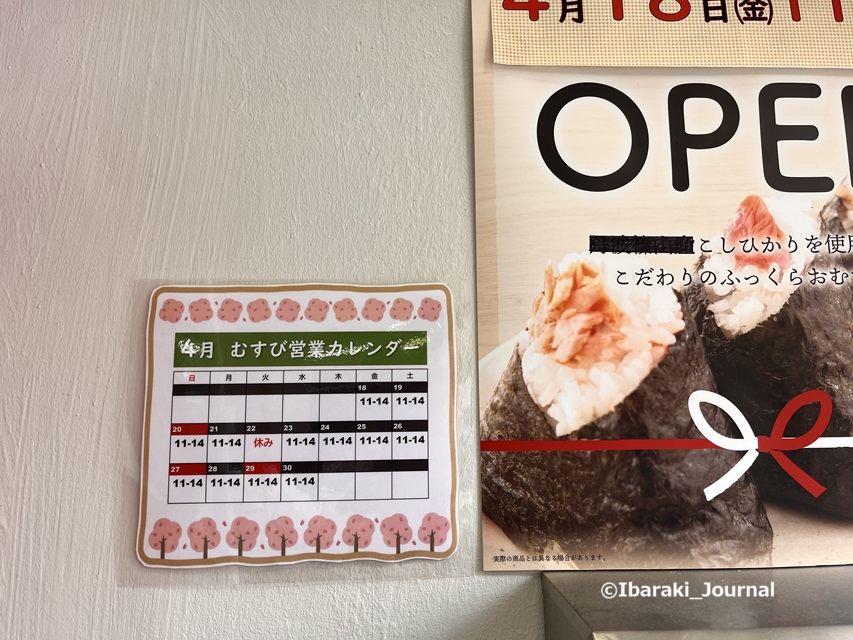 4月18日(金)11
OPEN
こしひかりを使用
こだわりのふっくらおむ
4月 むすび営業カレンダー
日 月 火 水 木 金 土
18 19
11-14 11-14
20 21 22 23 24 25 26
11-14 11-14 休み 11-14 11-14 11-14 11-14
27 28 29 30
11-14 11-14 11-14 11-14
実際の商品とは異なる場合があります。
©Ibaraki_Journal